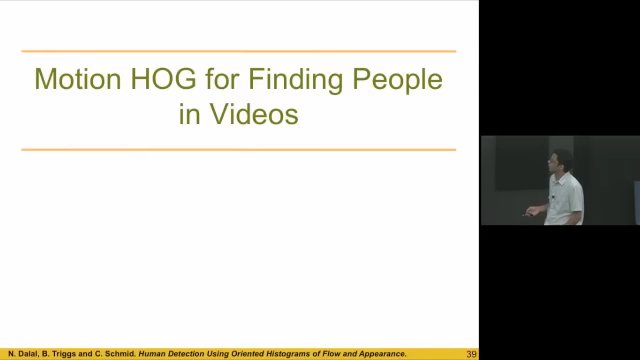 Motion HOG for Finding People
in Videos
N. Dalal, B. Triggs and C. Schmid. Human Detection Using Oriented Histograms of Flow and Appearance.
39